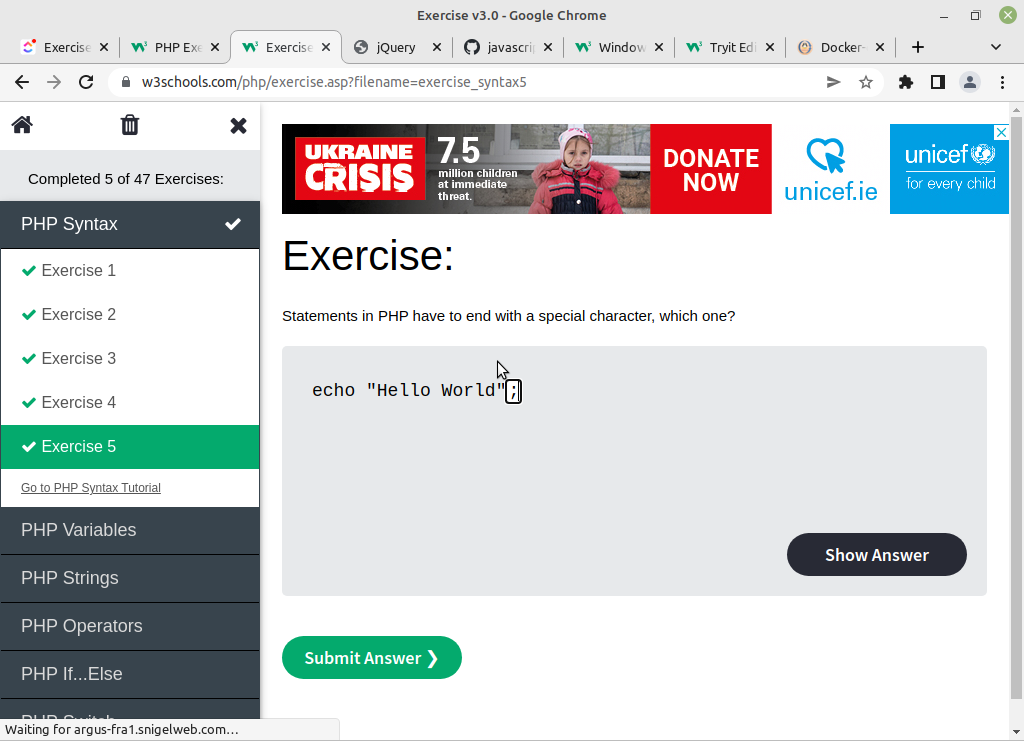 Exercise v3.0 - Google Chrome
Exercise
PHP Exe
Exercise
jQuery
javascrip
Window
Tryit Edi
Docker-
w3schools.com/php/exercise.asp?filename=exercise_syntax5
Completed 5 of 47 Exercises:
PHP Syntax
Exercise 1
Exercise 2
Exercise 3
Exercise 4
Exercise 5
Go to PHP Syntax Tutorial
PHP Variables
PHP Strings
PHP Operators
PHP If...Else
PHP Switch
Waiting for argus-fra1.snigelweb.com...
UKRAINE
CRISIS
7.5
million children
at immediate
threat.
DONATE
NOW
unicef.ie
unicef
for every child
Exercise:
Statements in PHP have to end with a special character, which one?
echo "Hello World";
Show Answer
Submit Answer ❯